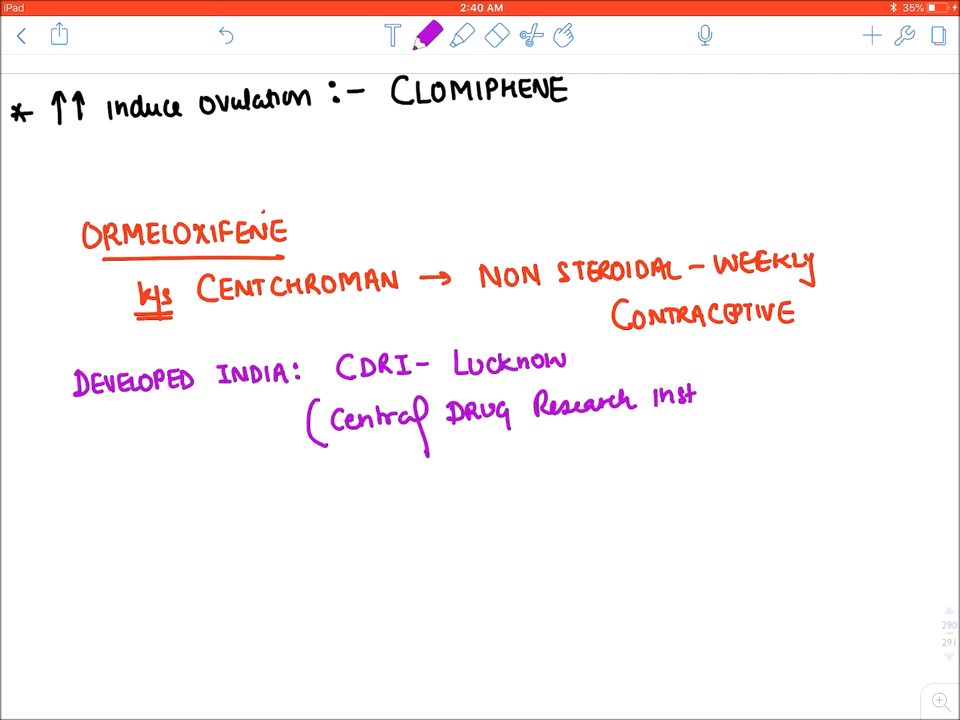 iPad 2:40 AM 35%
T
* ↑↑ Induce Ovulation :- CLOMIPHENE
ORMELOXIFENE
k/s CENTCHROMAN → NON STEROIDAL - WEEKLY
CONTRACEPTIVE
DEVELOPED INDIA: CDRI - Lucknow
(Central DRUG Research Inst
290
291